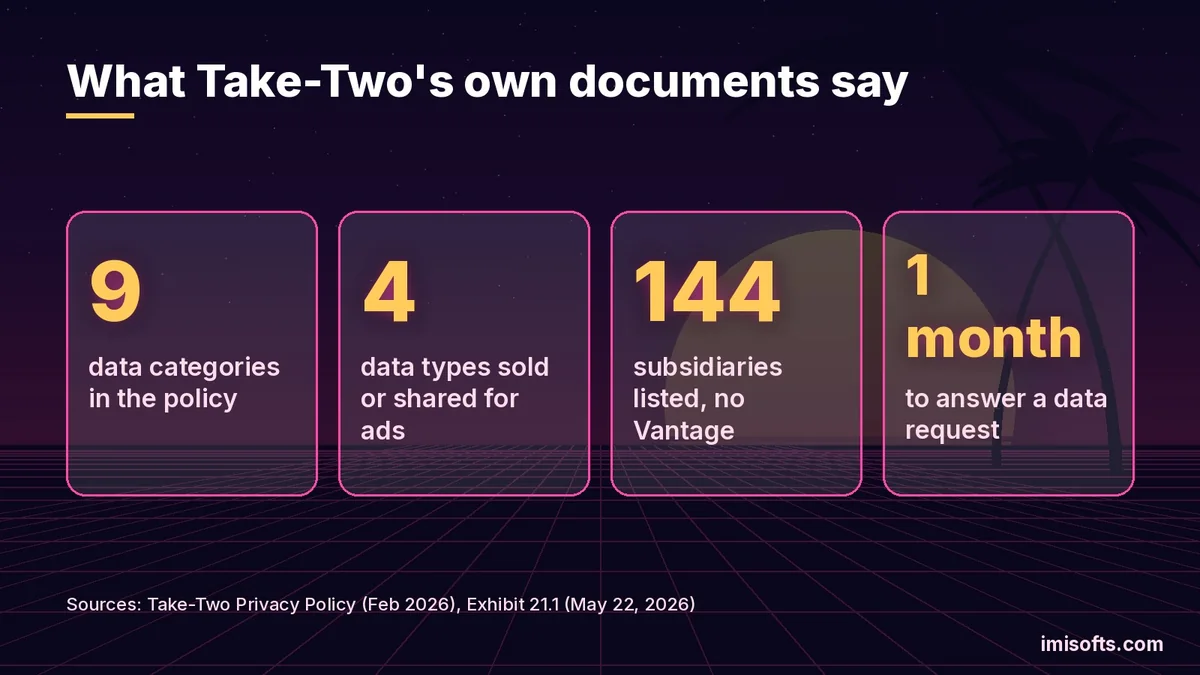 What Take-Two's own documents say
9
data categories
in the policy
4
data types sold
or shared for
ads
144
subsidiaries
listed, no
Vantage
1
month
to answer a data
request
Sources: Take-Two Privacy Policy (Feb 2026), Exhibit 21.1 (May 22, 2026)
imisofts.com